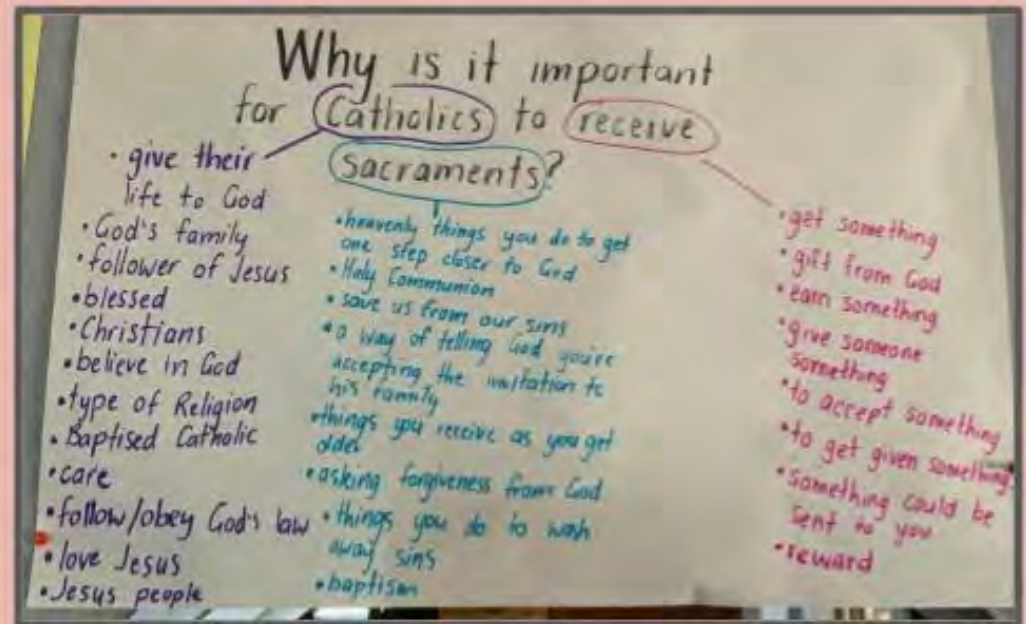 Why is it important
for Catholics to receive
sacraments?
• give their
life to God
• God's family
• follower of Jesus
• blessed
• Christians
• believe in God
• type of Religion
• Baptised Catholic
• care
• follow/obey God's law
• love Jesus
• Jesus people
• heavenly things you do to get
one step closer to God
• Holy Communion
• save us from our sins
• a way of telling God you're
accepting the invitation to
his family
• things you receive as you get
older
• asking forgiveness from God
• things you do to wash
away sins
• baptism
• get something
• gift from God
• earn something
• give someone
something
• to accept something
• to get given something
• something could be
sent to you
• reward